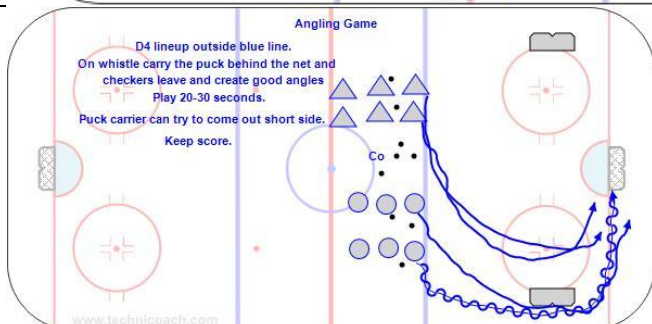 Angling Game
D4 lineup outside blue line.
On whistle carry the puck behind the net and
checkers leave and create good angles
Play 20-30 seconds.
Puck carrier can try to come out short side.
Keep score.
Co
www.technicoach.com